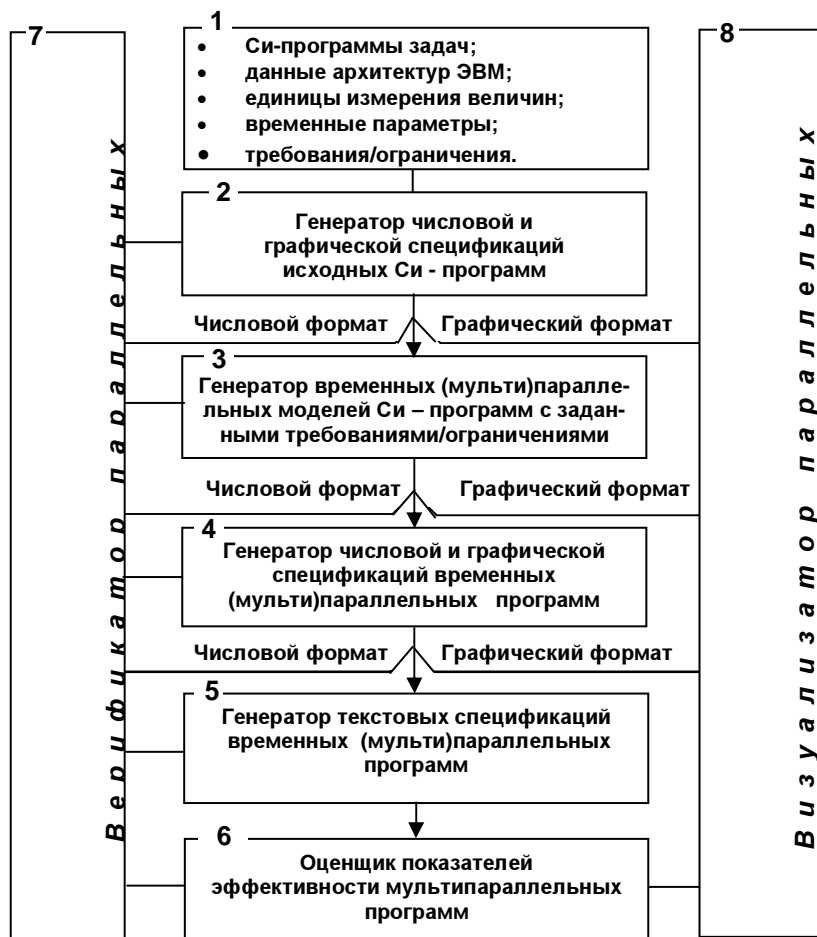 7
1
8
• Си-программы задач;
• данные архитектур ЭВМ;
• единицы измерения величин;
• временные параметры;
• требования/ограничения.
2
Генератор числовой и
графической спецификаций
исходных Си - программ
Числовой формат
Графический формат
3
Генератор временных (мульти)паралле-
льных моделей Си – программ с задан-
ными требованиями/ограничениями
Числовой формат
Графический формат
4
Генератор числовой и графической
спецификаций временных
(мульти)параллельных программ
Числовой формат
Графический формат
5
Генератор текстовых спецификаций
временных (мульти)параллельных
программ
6
Оценщик показателей
эффективности мультипараллельных
программ
Верификатор параллельных
Визуализатор параллельных